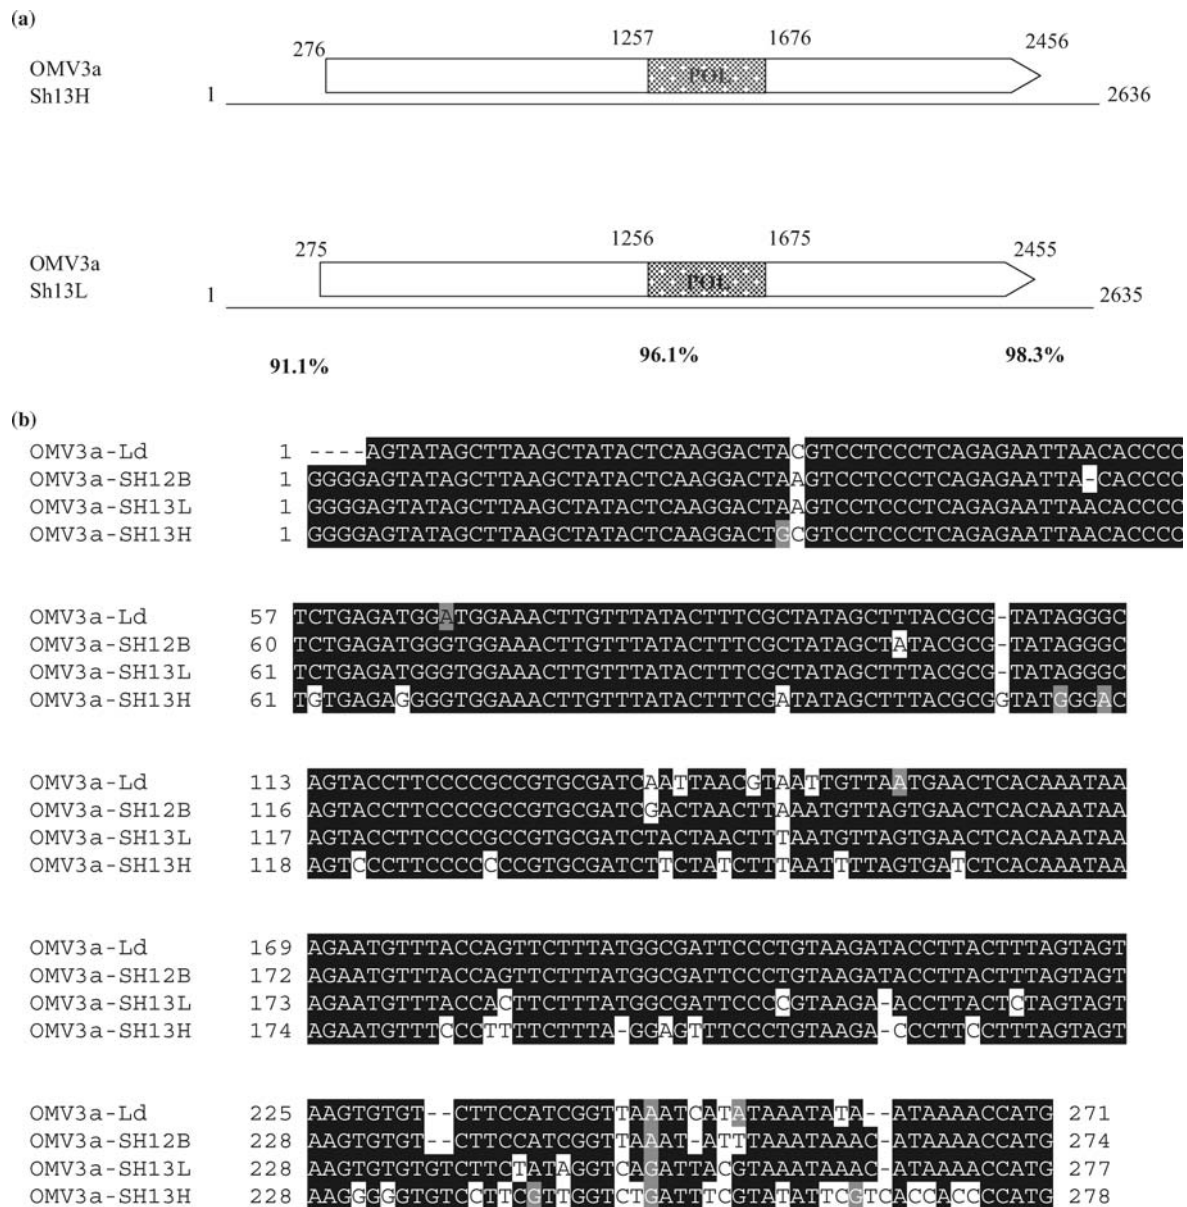 (a)
276 1257 1676 2456
OMV3a POL
Sh13H 1 2636
275 1256 1675 2455
OMV3a POL
Sh13L 1 2635
91.1% 96.1% 98.3%
(b)
OMV3a-Ld 1 ----AGTATAGCTTAAGCTATACTCAAGGACTACGTCCTCCCTCAGAGAATTAACACCCC
OMV3a-SH12B 1 GGGGAGTATAGCTTAAGCTATACTCAAGGACTAAGTCCTCCCTCAGAGAATTA-CACCCC
OMV3a-SH13L 1 GGGGAGTATAGCTTAAGCTATACTCAAGGACTAAGTCCTCCCTCAGAGAATTAACACCCC
OMV3a-SH13H 1 GGGGAGTATAGCTTAAGCTATACTCAAGGACTGCGTCCTCCCTCAGAGAATTAACACCCC
OMV3a-Ld 57 TCTGAGATGGATGGAAACTTGTTTATACTTTCGCTATAGCTTTACGCG-TATAGGGC
OMV3a-SH12B 60 TCTGAGATGGGTGGAAACTTGTTTATACTTTCGCTATAGCTATACGCG-TATAGGGC
OMV3a-SH13L 61 TCTGAGATGGGTGGAAACTTGTTTATACTTTCGCTATAGCTTTACGCG-TATAGGGC
OMV3a-SH13H 61 TGTGAGAGGGGTGGAAACTTGTTTATACTTTCGATATAGCTTTACGCGGTATGGGAC
OMV3a-Ld 113 AGTACCTTCCCCGCCGTGCGATCAATTAACGTAATTGTTAATGAACTCACAAATAA
OMV3a-SH12B 116 AGTACCTTCCCCGCCGTGCGATCGACTAACTTAAATGTTAGTGAACTCACAAATAA
OMV3a-SH13L 117 AGTACCTTCCCCGCCGTGCGATCTACTAACTTTAATGTTAGTGAACTCACAAATAA
OMV3a-SH13H 118 AGTCCCTTCCCCCCCGTGCGATCTTCTATCTTTAATTTTAGTGATCTCACAAATAA
OMV3a-Ld 169 AGAATGTTTACCAGTTCTTTATGGCGATTCCCTGTAAGATACCTTACTTTAGTAGT
OMV3a-SH12B 172 AGAATGTTTACCAGTTCTTTATGGCGATTCCCTGTAAGATACCTTACTTTAGTAGT
OMV3a-SH13L 173 AGAATGTTTACCACTTCTTTATGGCGATTCCCCGTAAGA-ACCTTACTCTAGTAGT
OMV3a-SH13H 174 AGAATGTTTCCCTTTTCTTTA-GGAGTTTCCCTGTAAGA-CCCTTCCTTTAGTAGT
OMV3a-Ld 225 AAGTGTGT--CTTCCATCGGTTAAAATCATATAAATATA--ATAAAACCATG 271
OMV3a-SH12B 228 AAGTGTGT--CTTCCATCGGTTAAAAT-ATTTAAATAAAC-ATAAAACCATG 274
OMV3a-SH13L 228 AAGTGTGTGTCTTCTATAGGTCAGATTACGTAAATAAAC-ATAAAACCATG 277
OMV3a-SH13H 228 AAGGGGGTGTCCTTCGTTGGTCTGATTTCGTATATTCGTCACCACCCCATG 278